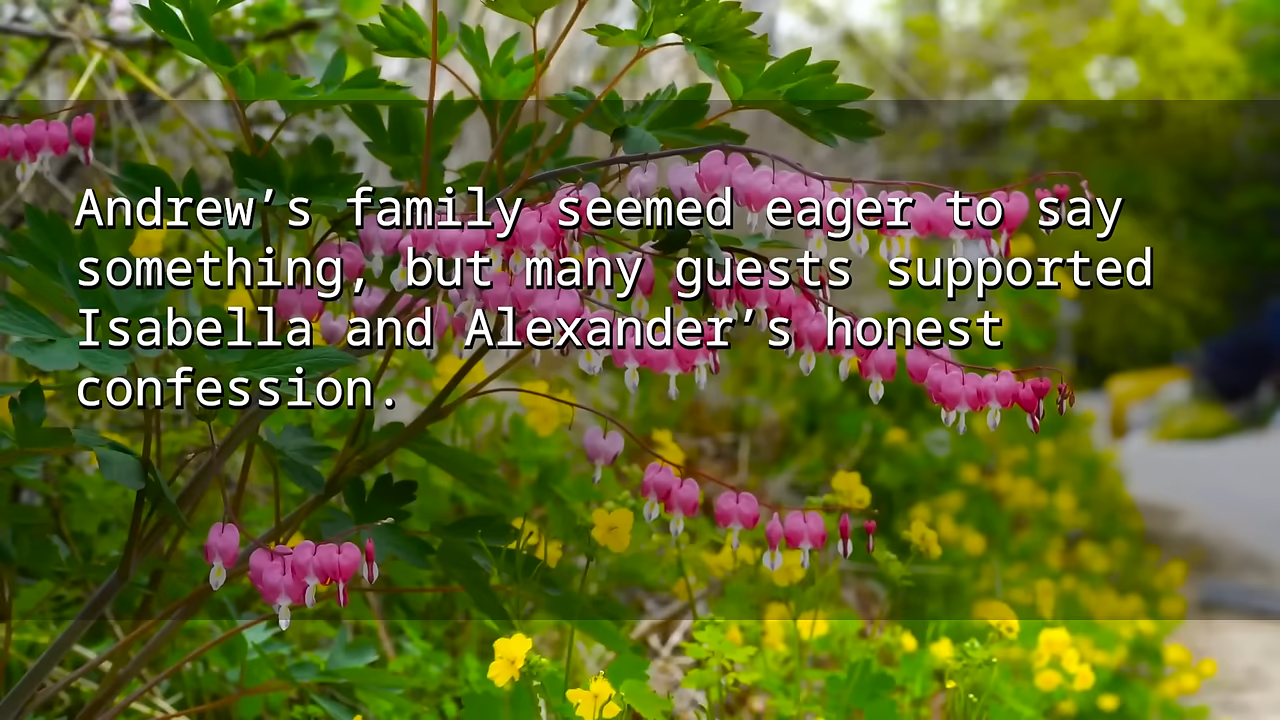 Andrew’s family seemed eager to say
something, but many guests supported
Isabella and Alexander’s honest
confession.